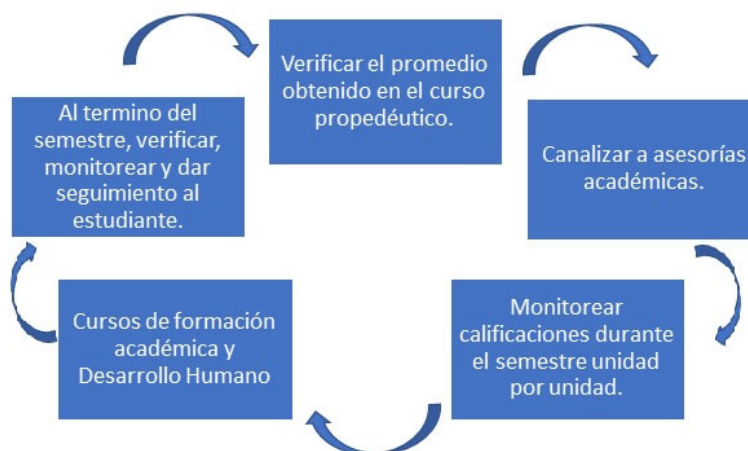 Verificar el promedio
obtenido en el curso
propedéutico.
Canalizar a asesorías
académicas.
Monitorear
calificaciones durante
el semestre unidad
por unidad.
Cursos de formación
académica y
Desarrollo Humano
Al termino del
semestre, verificar,
monitorear y dar
seguimiento al
estudiante.